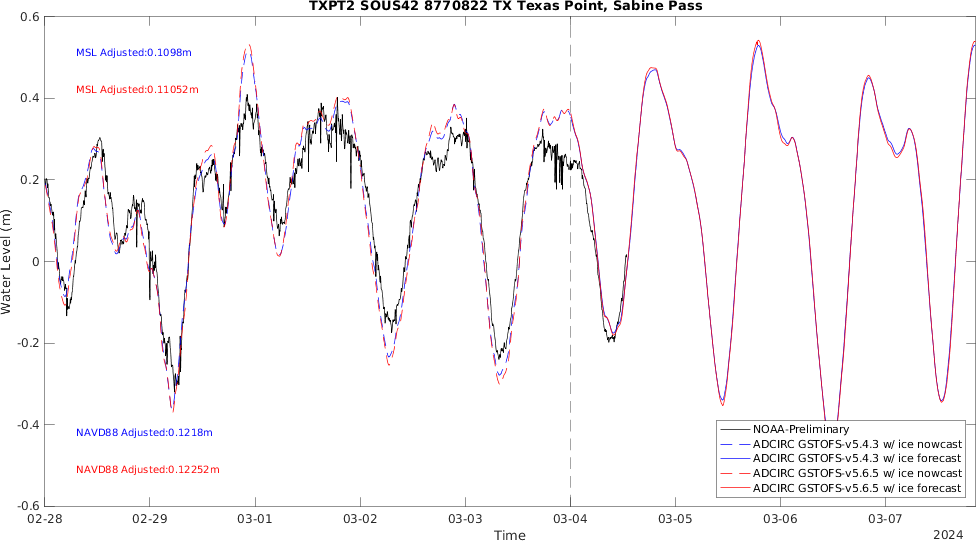 TXPT2 SOUS42 8770822 TX Texas Point, Sabine Pass
0.6
0.4
0.2
0
-0.2
-0.4
-0.6
Water Level (m)
MSL Adjusted:0.1098m
MSL Adjusted:0.11052m
NAVD88 Adjusted:0.1218m
NAVD88 Adjusted:0.12252m
NOAA-Preliminary
ADCIRC GSTOFS-v5.4.3 w/ ice nowcast
ADCIRC GSTOFS-v5.4.3 w/ ice forecast
ADCIRC GSTOFS-v5.6.5 w/ ice nowcast
ADCIRC GSTOFS-v5.6.5 w/ ice forecast
02-28 02-29 03-01 03-02 03-03 03-04 03-05 03-06 03-07
Time
2024